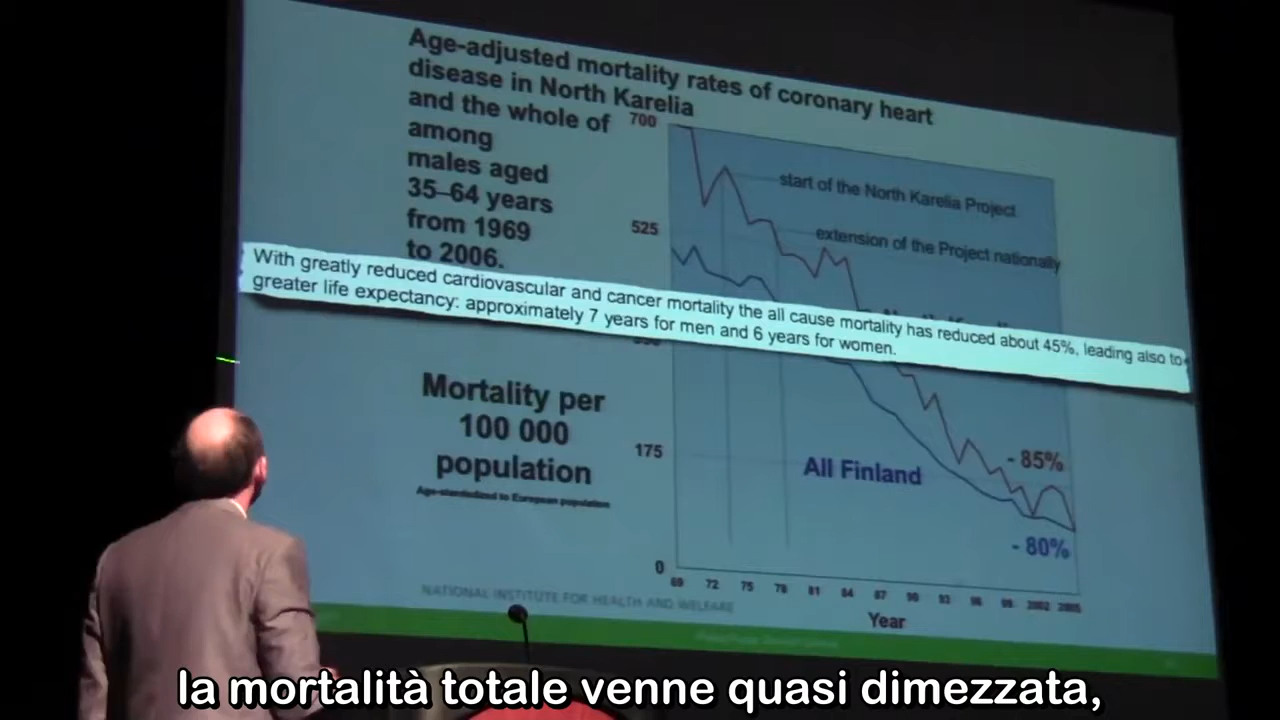 Age-adjusted mortality rates of coronary heart
disease in North Karelia
and the whole of
among
males aged
35–64 years
from 1969
to 2006.
700
start of the North Karelia Project
525
extension of the Project nationally
With greatly reduced cardiovascular and cancer mortality the all cause mortality has reduced about 45%, leading also to
greater life expectancy: approximately 7 years for men and 6 years for women.
Mortality per
100 000
population
Age-standardized to European population
175
- 85%
All Finland
- 80%
0
69 72 75 78 81 84 87 90 93 96 99 2002 2005
Year
NATIONAL INSTITUTE FOR HEALTH AND WELFARE
la mortalità totale venne quasi dimezzata,